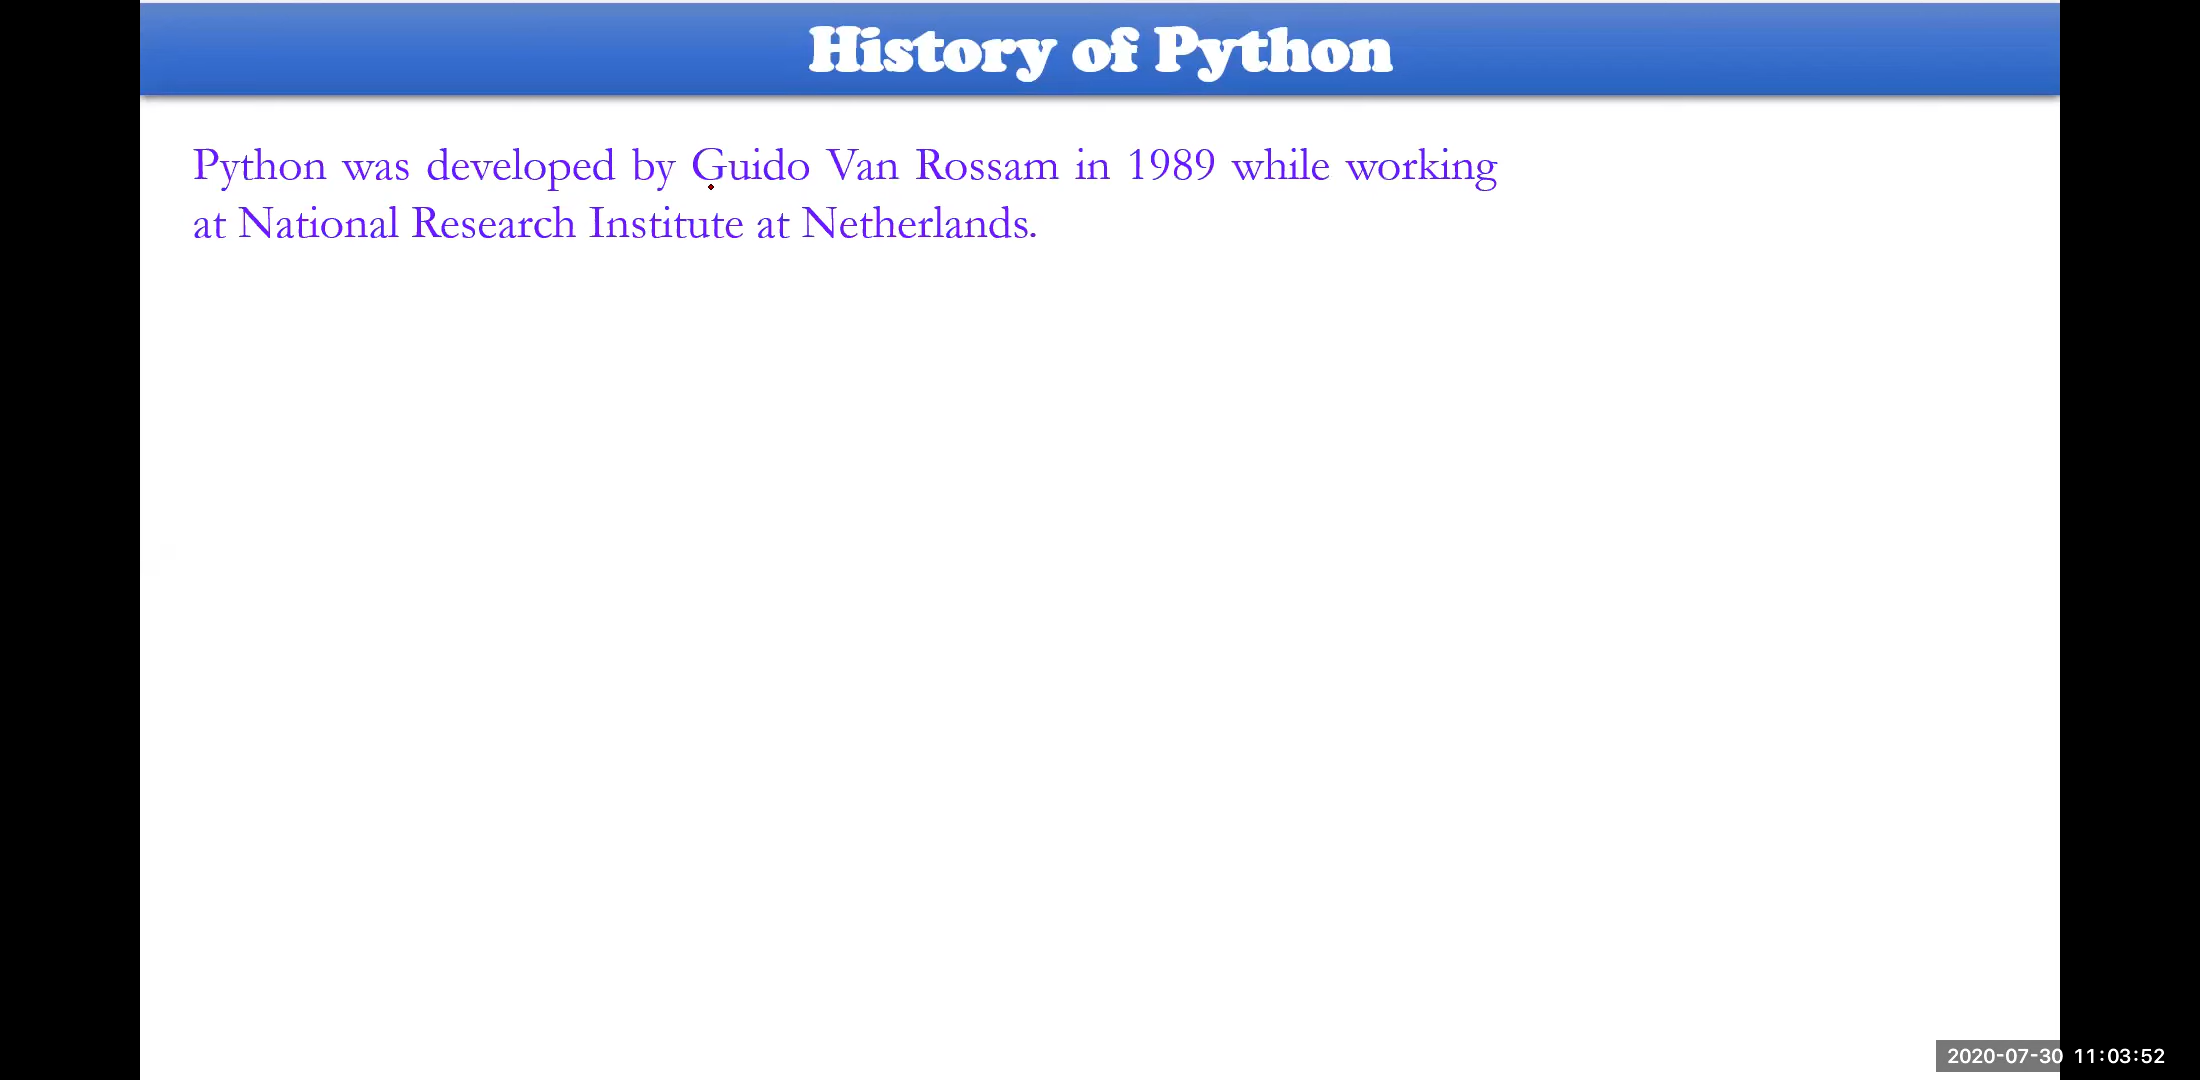 History of Python
Python was developed by Guido Van Rossam in 1989 while working
at National Research Institute at Netherlands.
2020-07-30 11:03:52